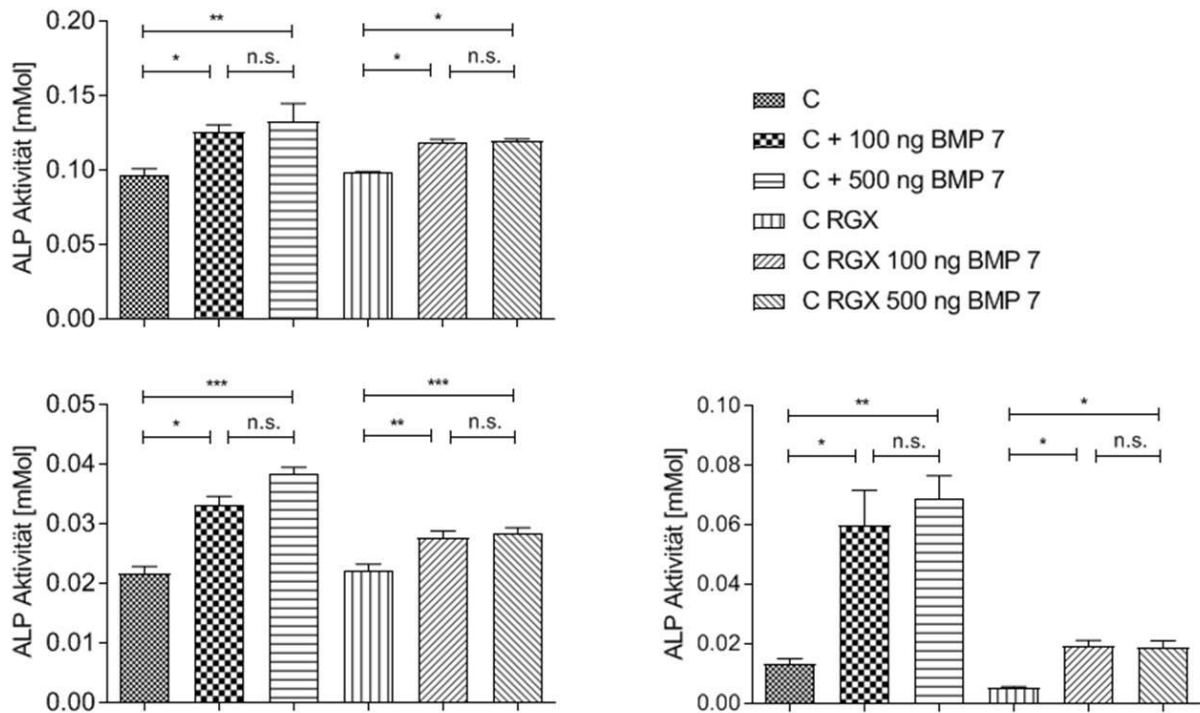 ALP Aktivität [mMol]
0.20
0.15
0.10
0.05
0.00
** *
* n.s. * n.s.
C
C + 100 ng BMP 7
C + 500 ng BMP 7
C RGX
C RGX 100 ng BMP 7
C RGX 500 ng BMP 7
ALP Aktivität [mMol]
0.05
0.04
0.03
0.02
0.01
0.00
*** ***
* n.s. ** n.s.
ALP Aktivität [mMol]
0.10
0.08
0.06
0.04
0.02
0.00
** *
* n.s. * n.s.